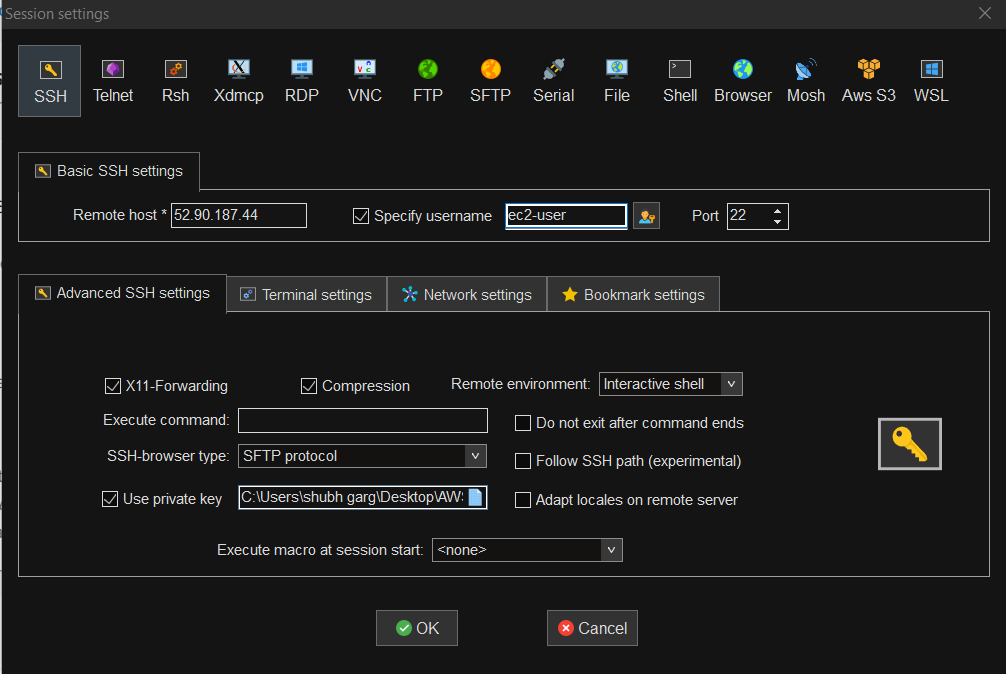 Session settings
SSH Telnet Rsh Xdmcp RDP VNC FTP SFTP Serial File Shell Browser Mosh Aws S3 WSL
Basic SSH settings
Remote host * 52.90.187.44 Specify username ec2-user Port 22
Advanced SSH settings Terminal settings Network settings Bookmark settings
X11-Forwarding Compression Remote environment: Interactive shell
Execute command: Do not exit after command ends
SSH-browser type: SFTP protocol Follow SSH path (experimental)
Use private key C:\Users\shubh garg\Desktop\AWS Adapt locales on remote server
Execute macro at session start: <none>
OK Cancel